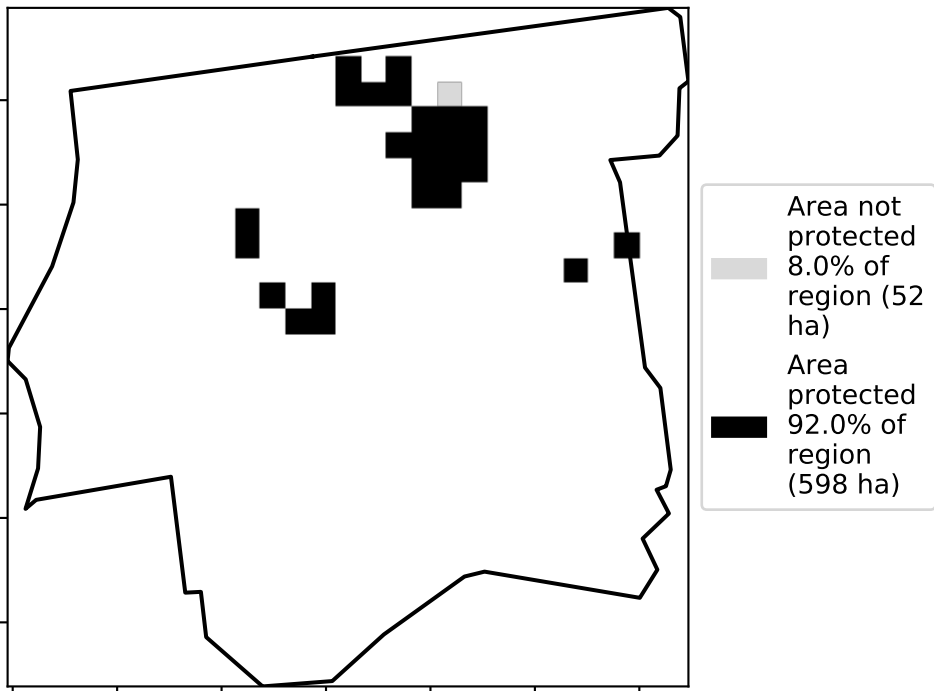 Area not
protected
8.0% of
region (52
ha)
Area
protected
92.0% of
region
(598 ha)